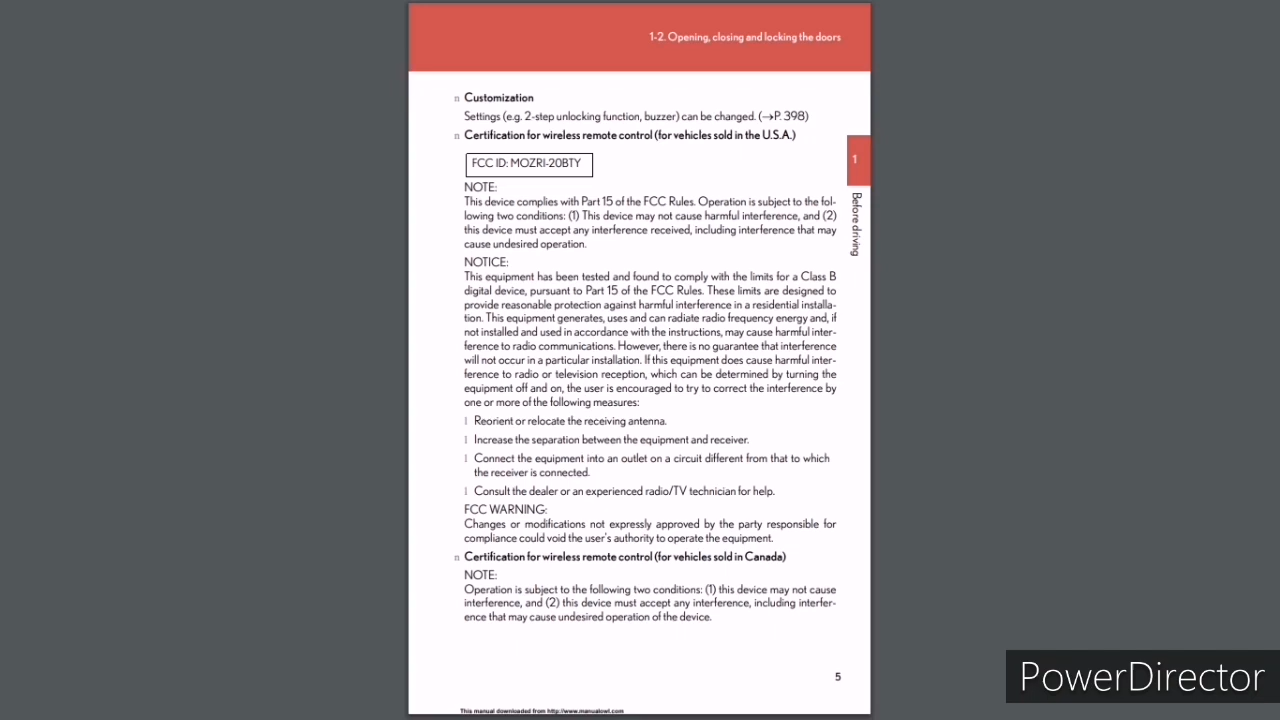 1-2. Opening, closing and locking the doors
n Customization
Settings (e.g. 2-step unlocking function, buzzer) can be changed. (→P. 398)
n Certification for wireless remote control (for vehicles sold in the U.S.A.)
FCC ID: MOZRI-20BTY
NOTE:
This device complies with Part 15 of the FCC Rules. Operation is subject to the fol-
lowing two conditions: (1) This device may not cause harmful interference, and (2)
this device must accept any interference received, including interference that may
cause undesired operation.
NOTICE:
This equipment has been tested and found to comply with the limits for a Class B
digital device, pursuant to Part 15 of the FCC Rules. These limits are designed to
provide reasonable protection against harmful interference in a residential installa-
tion. This equipment generates, uses and can radiate radio frequency energy and, if
not installed and used in accordance with the instructions, may cause harmful inter-
ference to radio communications. However, there is no guarantee that interference
will not occur in a particular installation. If this equipment does cause harmful inter-
ference to radio or television reception, which can be determined by turning the
equipment off and on, the user is encouraged to try to correct the interference by
one or more of the following measures:
l Reorient or relocate the receiving antenna.
l Increase the separation between the equipment and receiver.
l Connect the equipment into an outlet on a circuit different from that to which
the receiver is connected.
l Consult the dealer or an experienced radio/TV technician for help.
FCC WARNING:
Changes or modifications not expressly approved by the party responsible for
compliance could void the user's authority to operate the equipment.
n Certification for wireless remote control (for vehicles sold in Canada)
NOTE:
Operation is subject to the following two conditions: (1) this device may not cause
interference, and (2) this device must accept any interference, including interfer-
ence that may cause undesired operation of the device.
1
Before driving
5
This manual downloaded from http://www.manualowl.com
PowerDirector